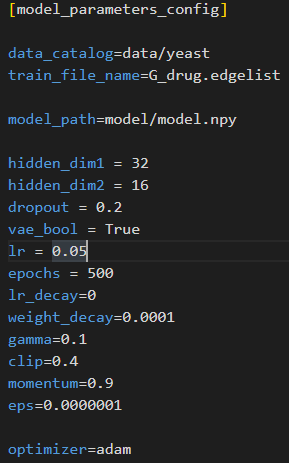 [model_parameters_config]
data_catalog=data/yeast
train_file_name=G_drug.edgelist
model_path=model/model.npy
hidden_dim1 = 32
hidden_dim2 = 16
dropout = 0.2
vae_bool = True
lr = 0.05
epochs = 500
lr_decay=0
weight_decay=0.0001
gamma=0.1
clip=0.4
momentum=0.9
eps=0.0000001
optimizer=adam